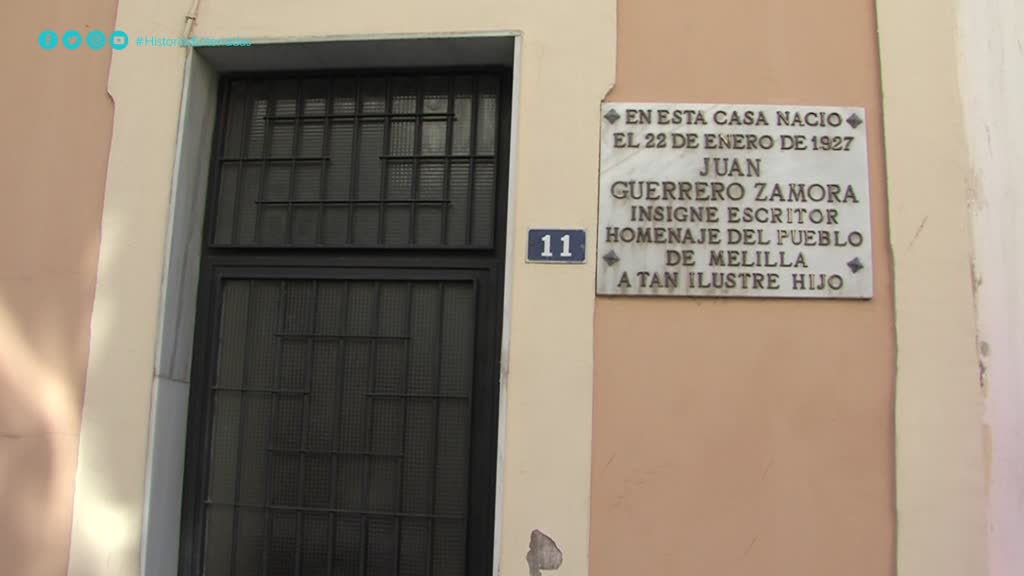 EN ESTA CASA NACIO
EL 22 DE ENERO DE 1927
JUAN
GUERRERO ZAMORA
INSIGNE ESCRITOR
HOMENAJE DEL PUEBLO
DE MELILLA
A TAN ILUSTRE HIJO
11